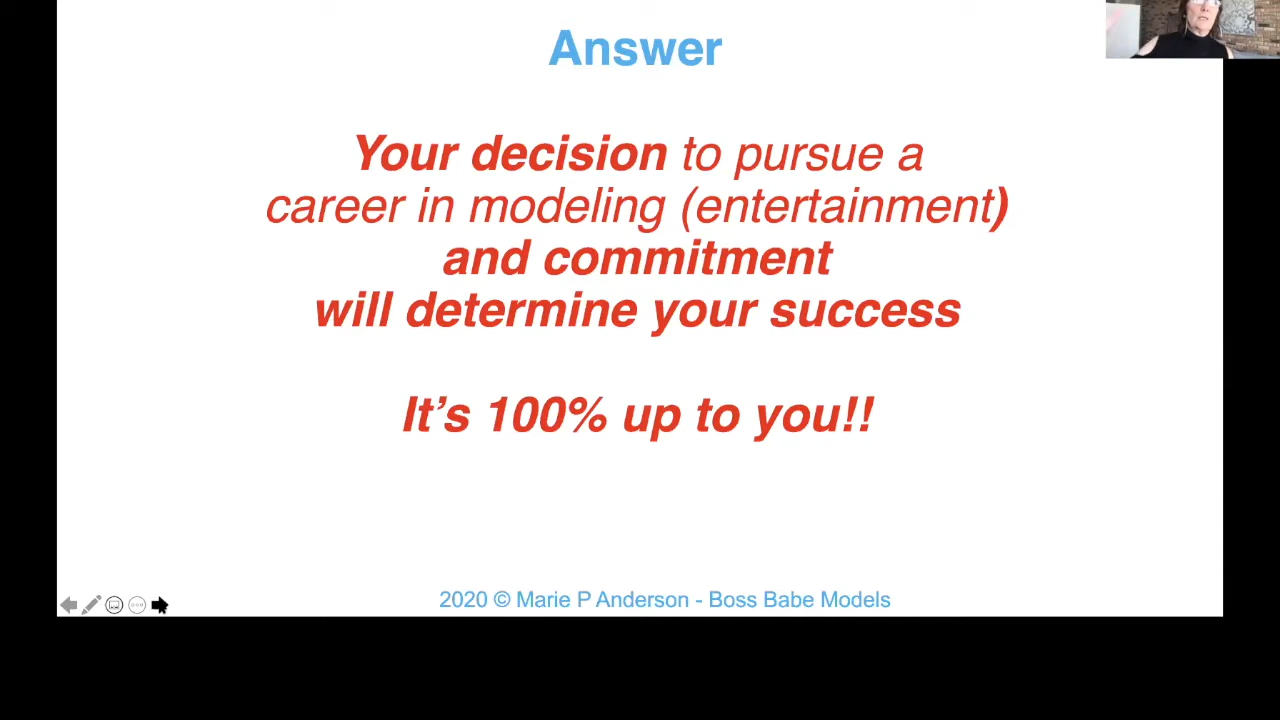 Answer
Your decision to pursue a
career in modeling (entertainment)
and commitment
will determine your success
It’s 100% up to you!!
2020 © Marie P Anderson - Boss Babe Models